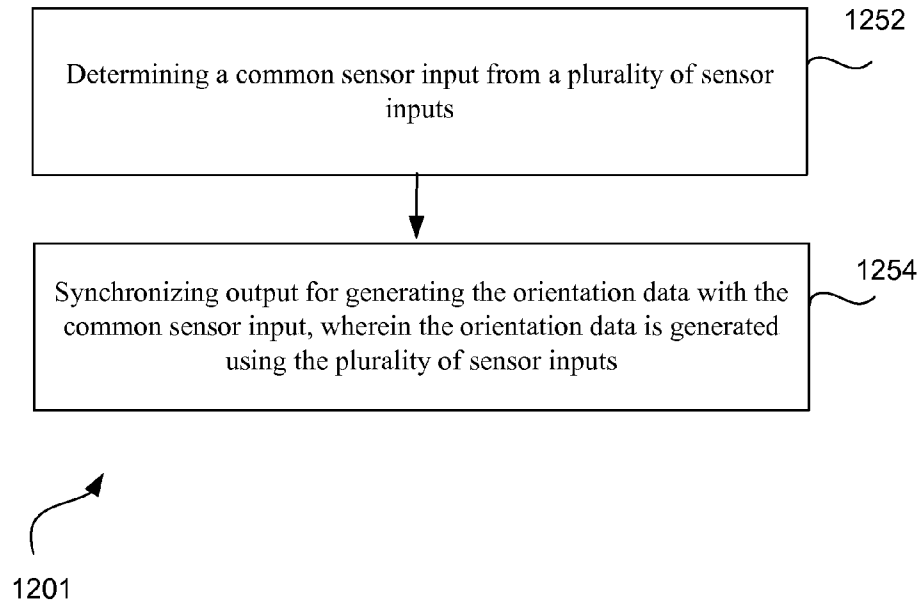 1252
Determining a common sensor input from a plurality of sensor
inputs
1254
Synchronizing output for generating the orientation data with the
common sensor input, wherein the orientation data is generated
using the plurality of sensor inputs
1201